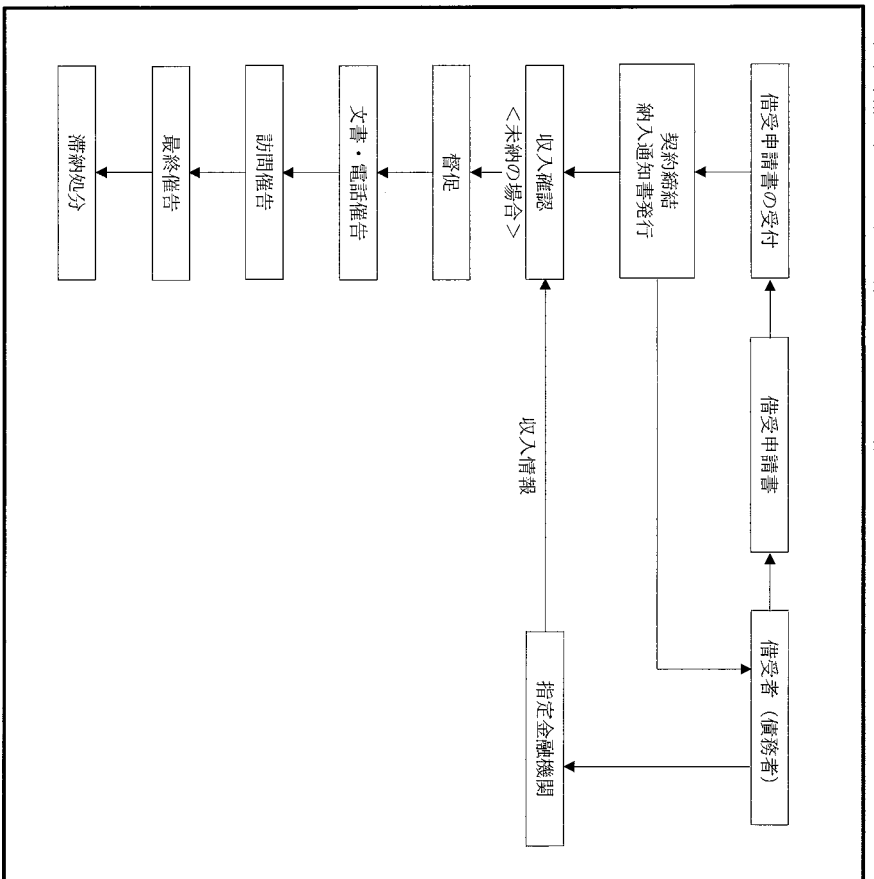 借受申請書の受付
借受申請書
借受者（債務者）
契約締結
納入通知書発行
収入確認
＜未納の場合＞
収入情報
指定金融機関
督促
文書・電話催告
訪問催告
最終催告
滞納処分